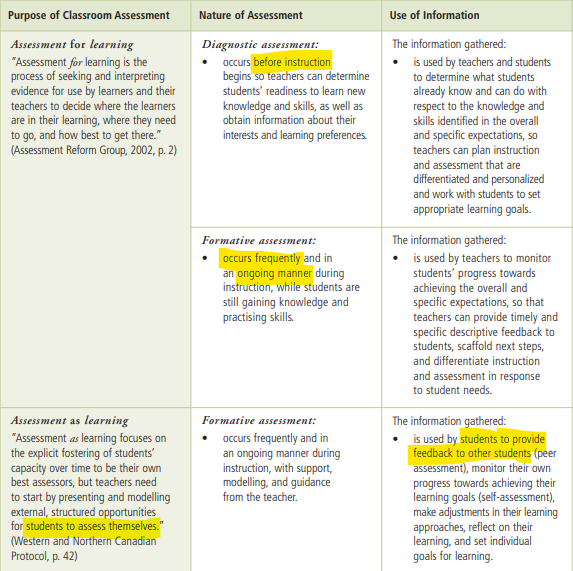 Purpose of Classroom Assessment
Nature of Assessment
Use of Information
Assessment for learning
"Assessment for learning is the
process of seeking and interpreting
evidence for use by learners and their
teachers to decide where the learners
are in their learning, where they need
to go, and how best to get there."
(Assessment Reform Group, 2002, p. 2)
Diagnostic assessment:
• occurs before instruction
begins so teachers can determine
students' readiness to learn new
knowledge and skills, as well as
obtain information about their
interests and learning preferences.
The information gathered:
• is used by teachers and students
to determine what students
already know and can do with
respect to the knowledge and
skills identified in the overall
and specific expectations, so
teachers can plan instruction
and assessment that are
differentiated and personalized
and work with students to set
appropriate learning goals.
Formative assessment:
• occurs frequently and in
an ongoing manner during
instruction, while students are
still gaining knowledge and
practising skills.
The information gathered:
• is used by teachers to monitor
students' progress towards
achieving the overall and
specific expectations, so that
teachers can provide timely and
specific descriptive feedback to
students, scaffold next steps,
and differentiate instruction
and assessment in response
to student needs.
Assessment as learning
"Assessment as learning focuses on
the explicit fostering of students'
capacity over time to be their own
best assessors, but teachers need
to start by presenting and modelling
external, structured opportunities
for students to assess themselves."
(Western and Northern Canadian
Protocol, p. 42)
Formative assessment:
• occurs frequently and in
an ongoing manner during
instruction, with support,
modelling, and guidance
from the teacher.
The information gathered:
• is used by students to provide
feedback to other students (peer
assessment), monitor their own
progress towards achieving their
learning goals (self-assessment),
make adjustments in their learning
approaches, reflect on their
learning, and set individual
goals for learning.